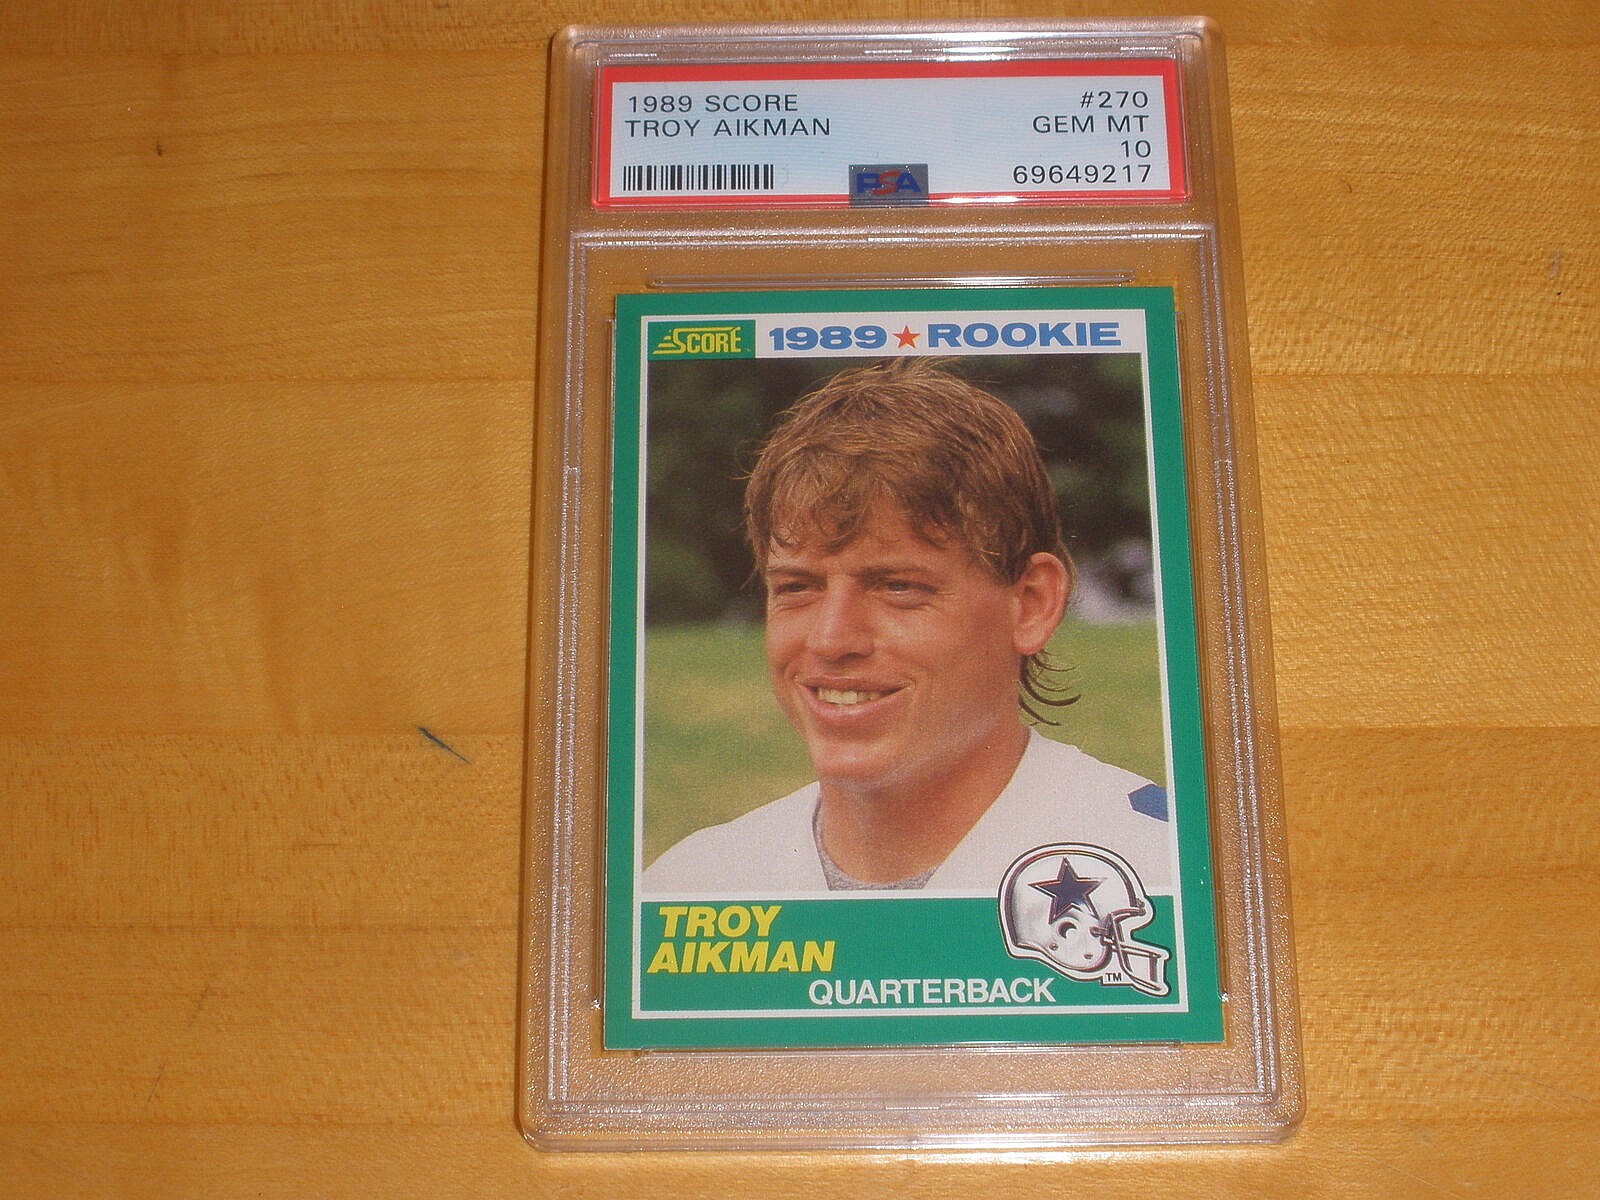 1989 SCORE
#270
TROY AIKMAN
GEM MT
10
PSA
69649217
SCORE
1989 ROOKIE
TROY
AIKMAN
QUARTERBACK
TM